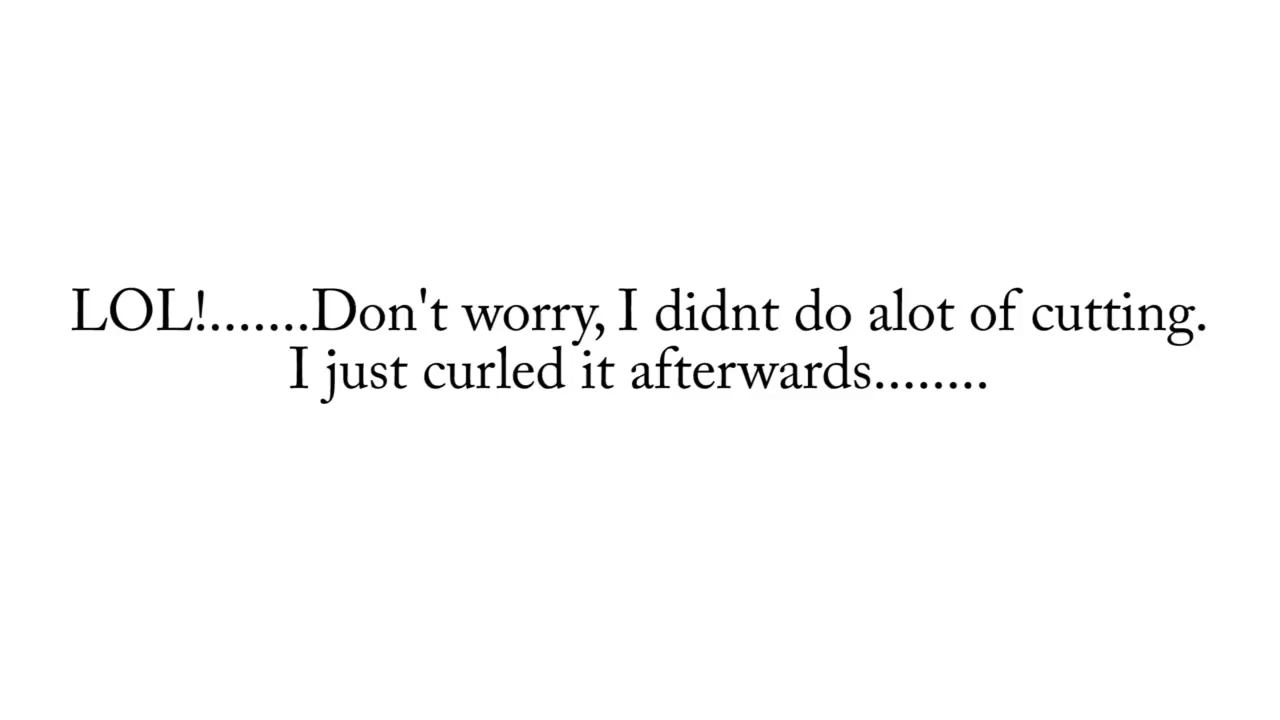 LOL!.......Don't worry, I didnt do alot of cutting.
I just curled it afterwards........